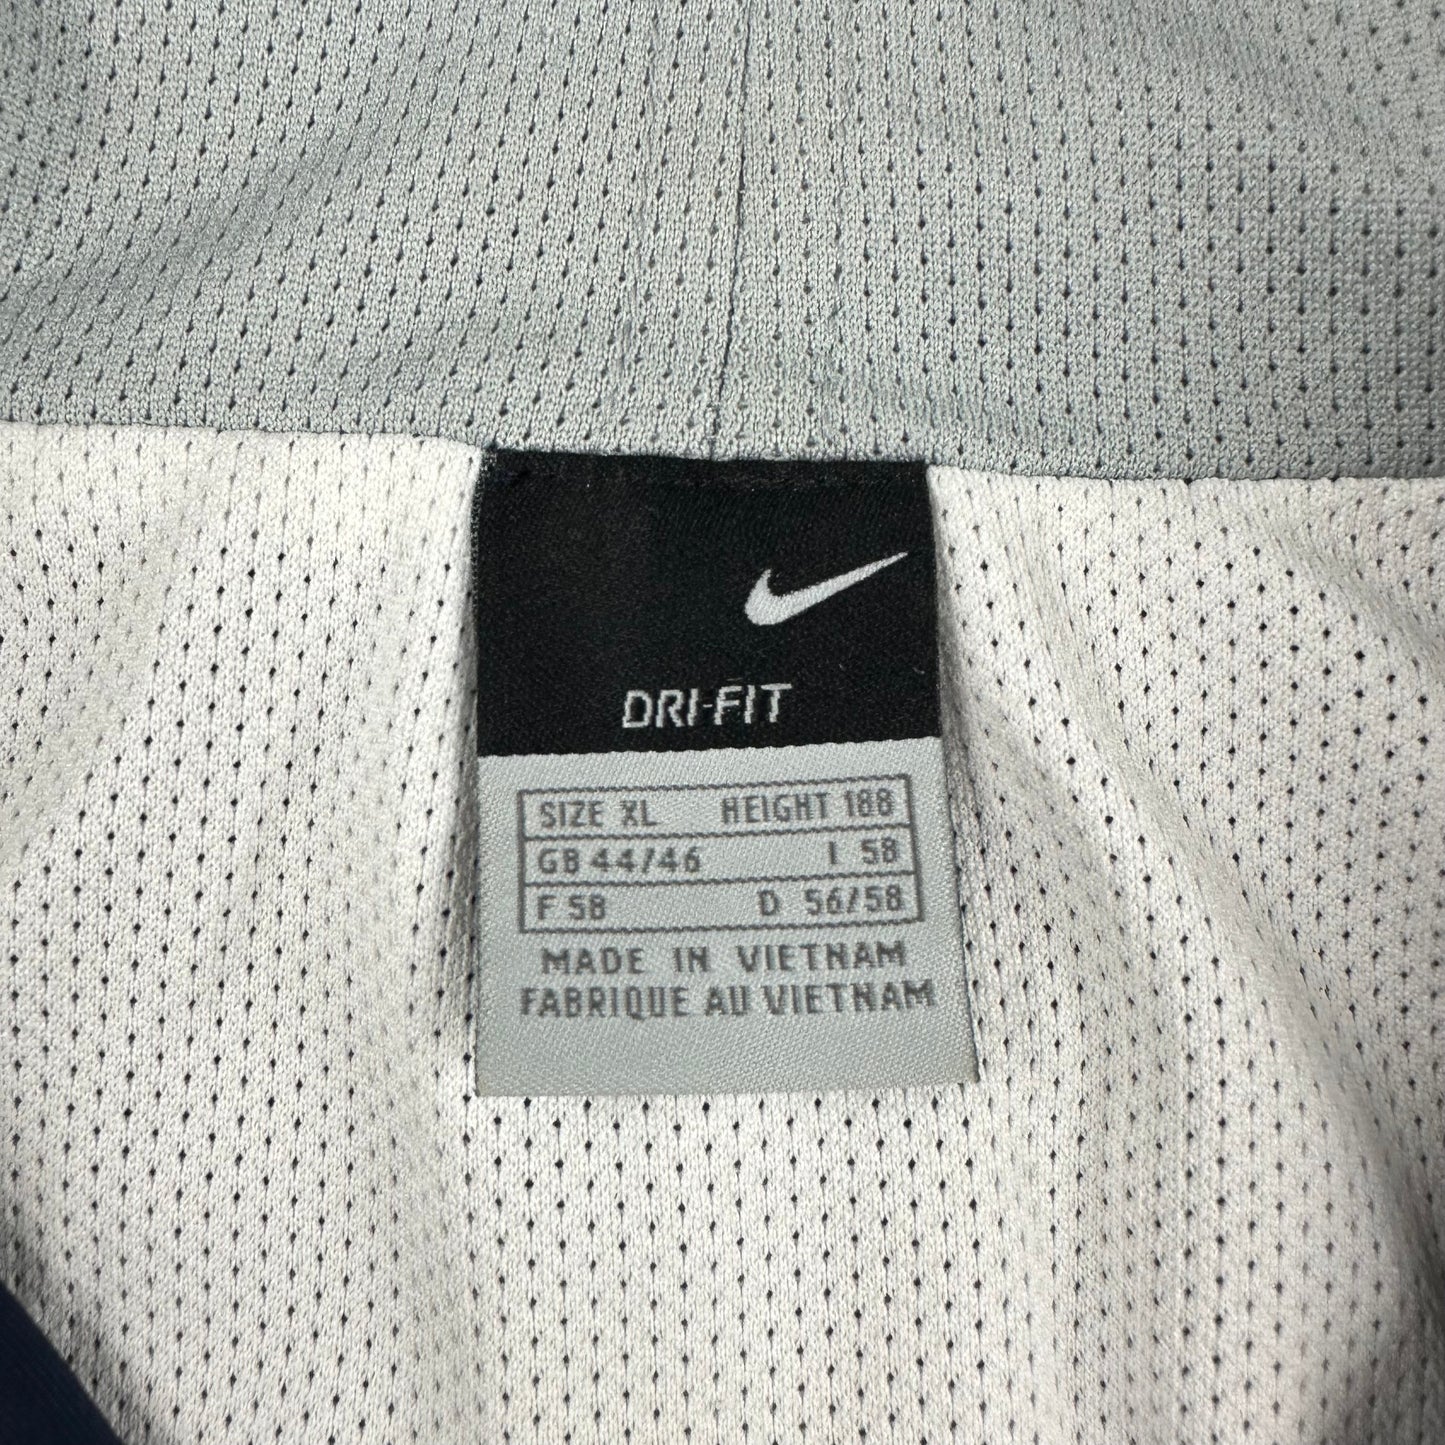 DRI-FIT
SIZE XL HEIGHT 188
GB 44/46 I 58
F 58 D 56/58
MADE IN VIETNAM
FABRIQUE AU VIETNAM